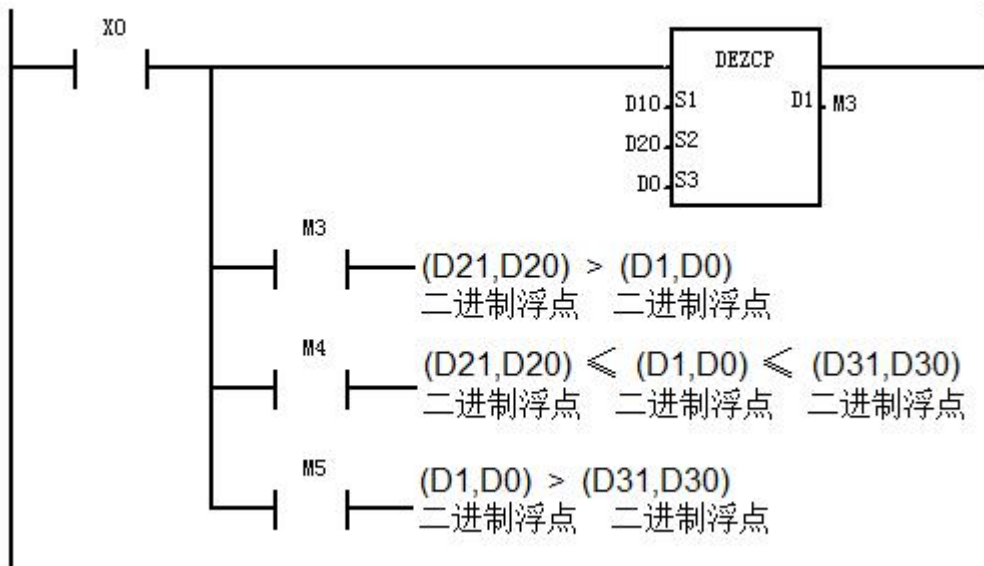 X0
DEZCP
D10 S1 D1 M3
D20 S2
D0 S3
M3
(D21,D20) > (D1,D0)
二进制浮点 二进制浮点
M4
(D21,D20) ≤ (D1,D0) ≤ (D31,D30)
二进制浮点 二进制浮点 二进制浮点
M5
(D1,D0) > (D31,D30)
二进制浮点 二进制浮点